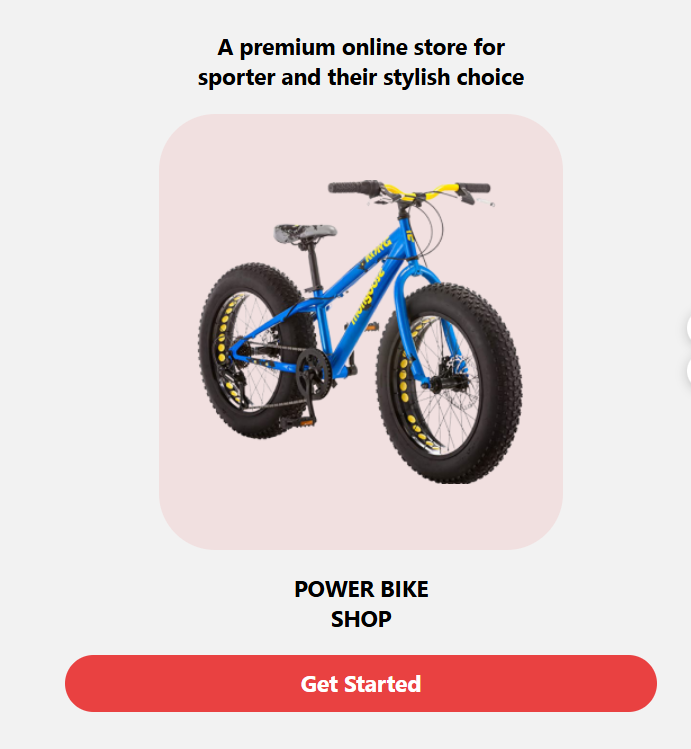 A premium online store for
sporter and their stylish choice
mongoose
POWER BIKE
SHOP
Get Started